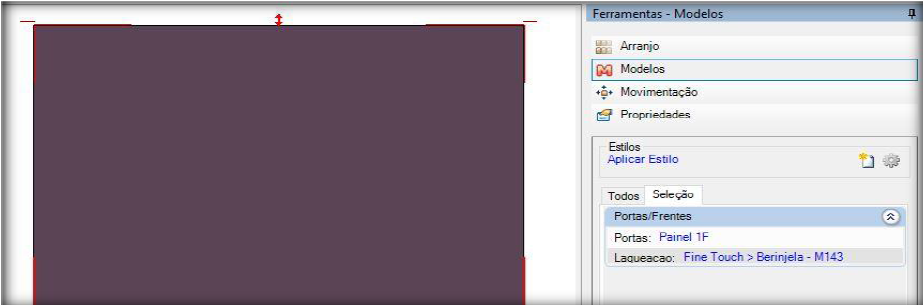 Ferramentas - Modelos
Arranjo
Modelos
Movimentação
Propriedades
Estilos
Aplicar Estilo
Todos Seleção
Portas/Frentes
Portas: Painel 1F
Laqueacao: Fine Touch > Berinjela - M143